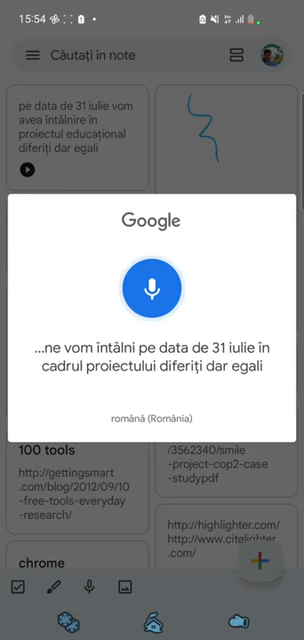 15:54
Căutați în note
pe data de 31 iulie vom
avea întâlnire în
proiectul educațional
diferiți dar egali
Google
...ne vom întâlni pe data de 31 iulie în
cadrul proiectului diferiți dar egali
română (România)
100 tools
http://gettingsmart
.com/blog/2012/09/10
-free-tools-everyday
-research/
/3562340/smile
-project-cop2-case
-studypdf
http://highlighter.com/
http://www.citelighter
.com/
chrome